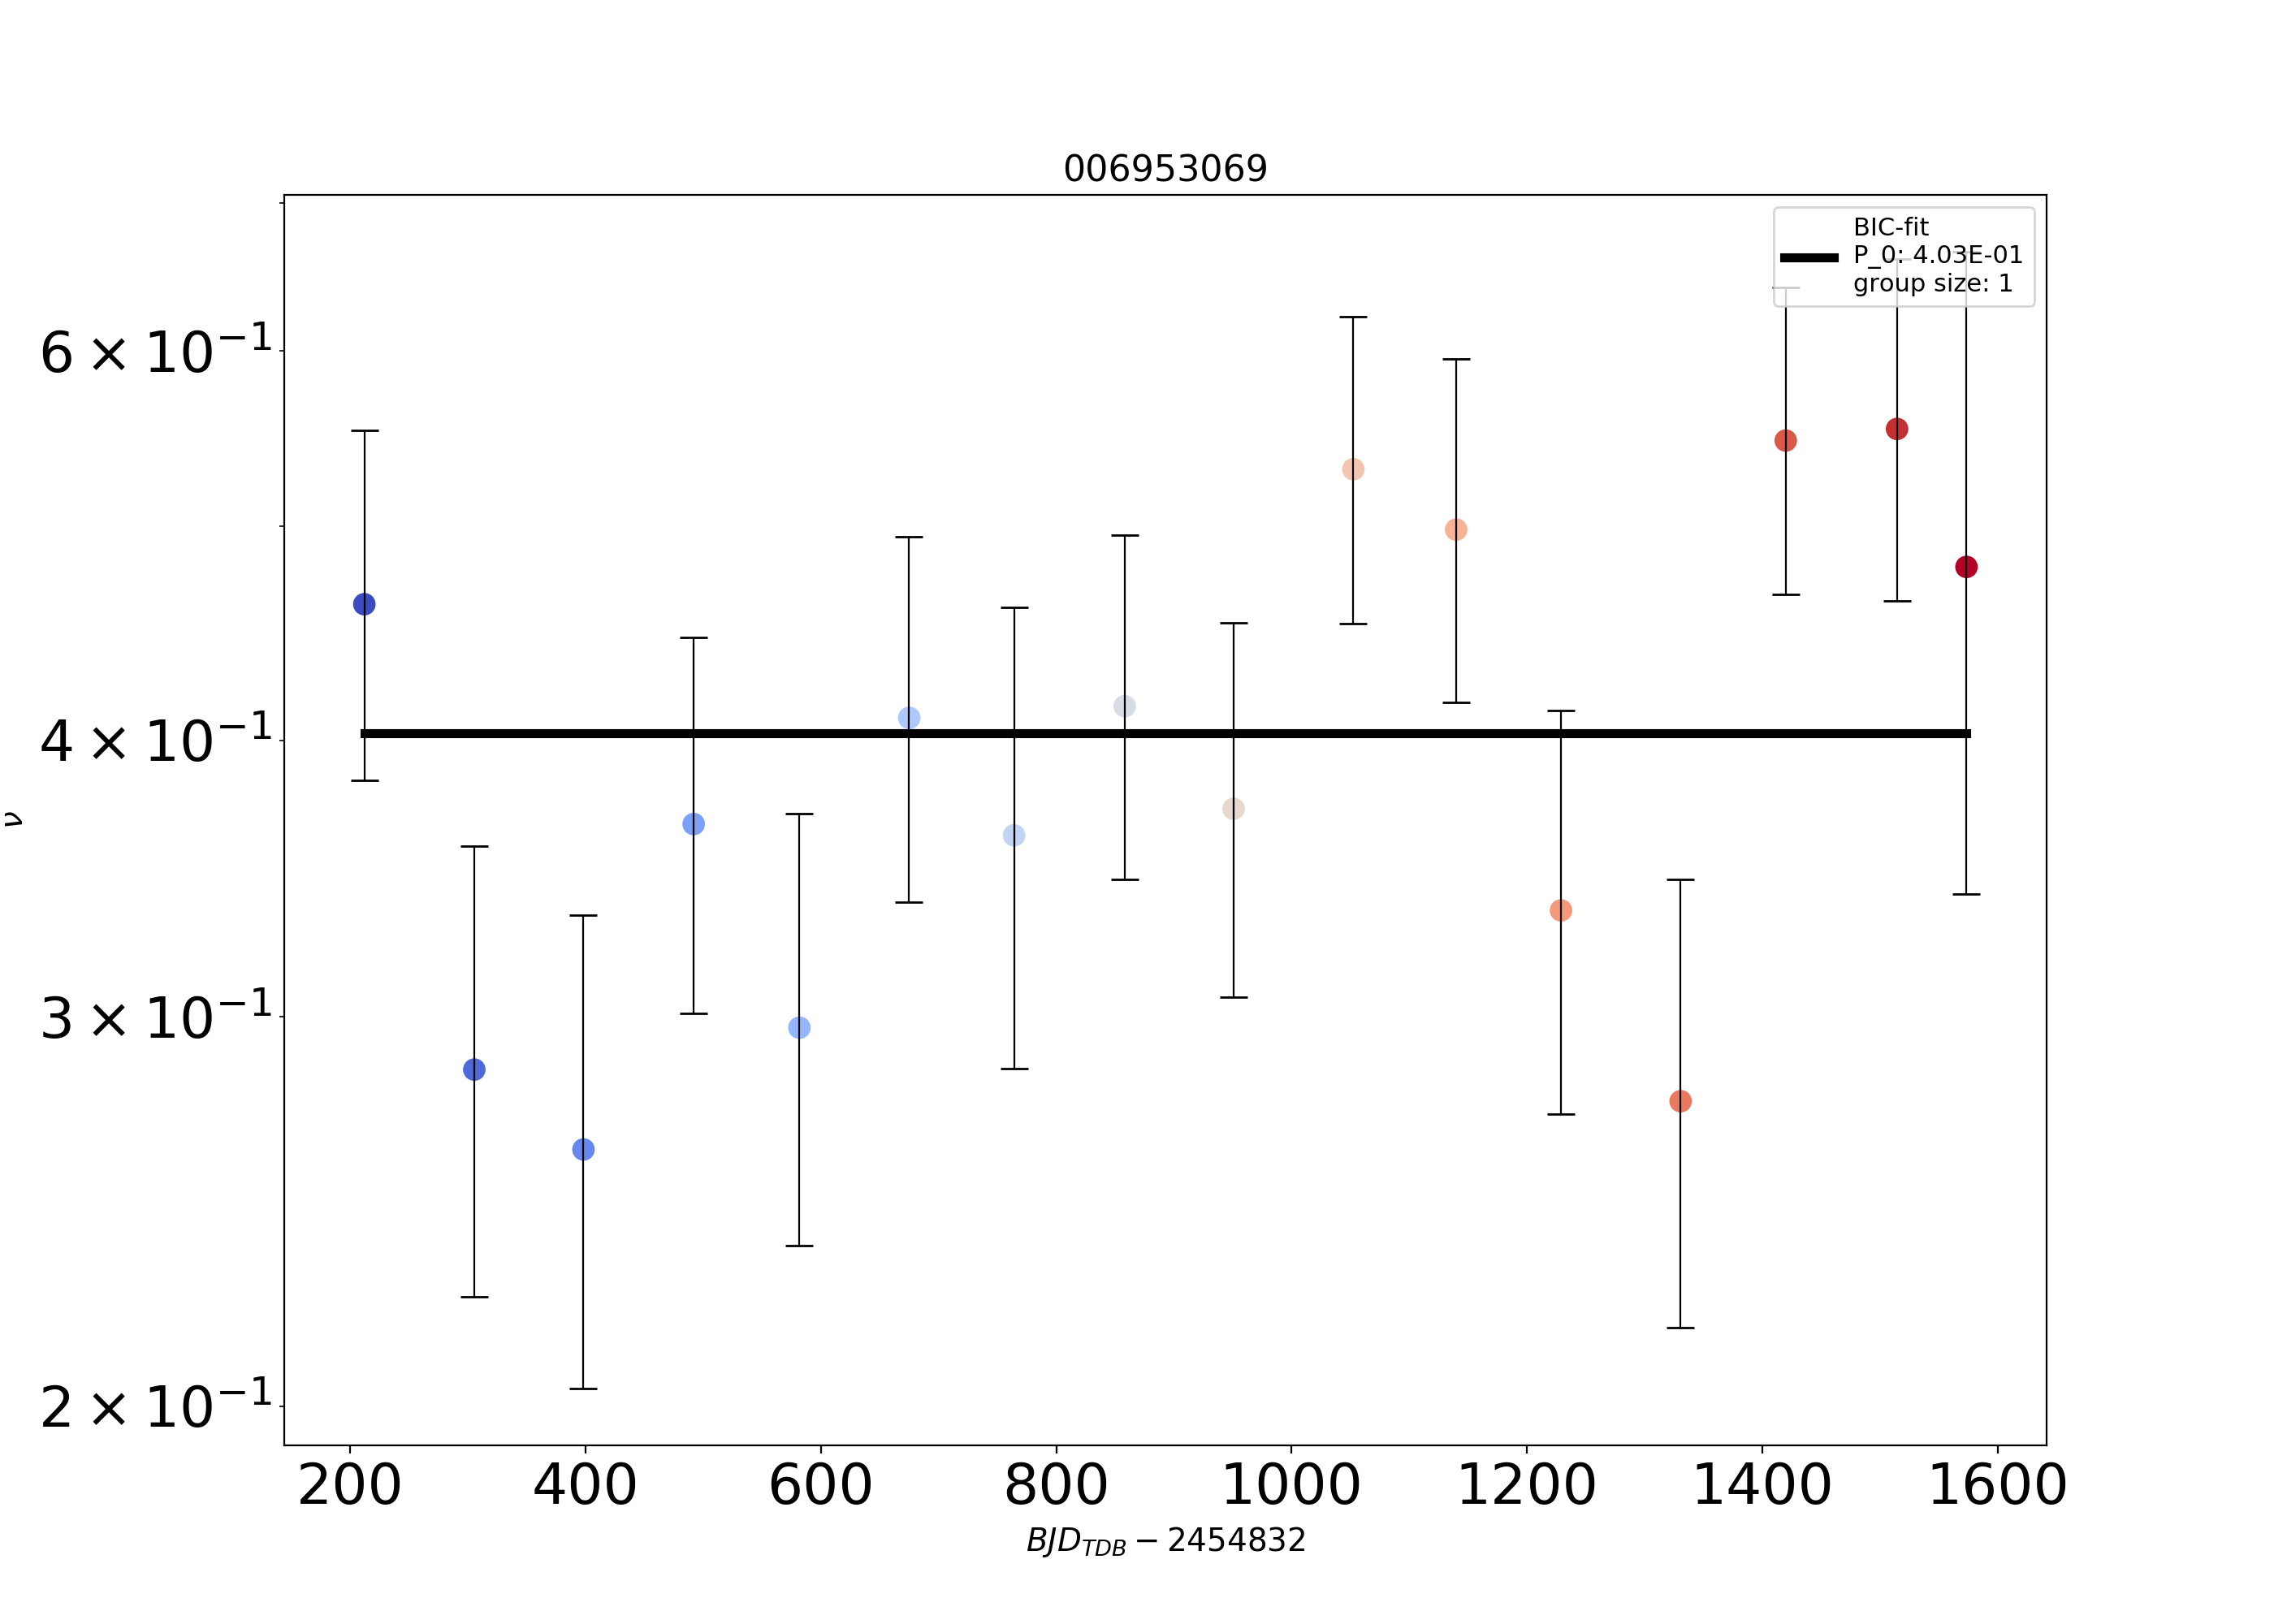 006953069
BIC-fit
P_0: 4.03E-01
group size: 1
6 × 10⁻¹
4 × 10⁻¹
3 × 10⁻¹
2 × 10⁻¹
ν
200 400 600 800 1000 1200 1400 1600
BJD_TDB − 2454832